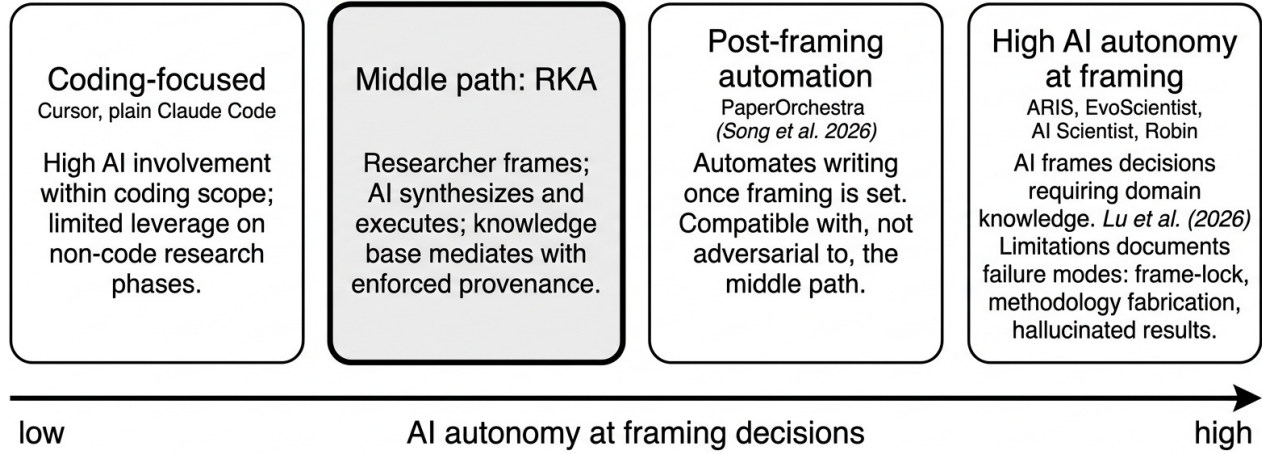 Coding-focused
Cursor, plain Claude Code
High AI involvement
within coding scope;
limited leverage on
non-code research
phases.
Middle path: RKA
Researcher frames;
AI synthesizes and
executes; knowledge
base mediates with
enforced provenance.
Post-framing
automation
PaperOrchestra
(Song et al. 2026)
Automates writing
once framing is set.
Compatible with, not
adversarial to, the
middle path.
High AI autonomy
at framing
ARIS, EvoScientist,
AI Scientist, Robin
AI frames decisions
requiring domain
knowledge. Lu et al. (2026)
Limitations documents
failure modes: frame-lock,
methodology fabrication,
hallucinated results.
low
AI autonomy at framing decisions
high